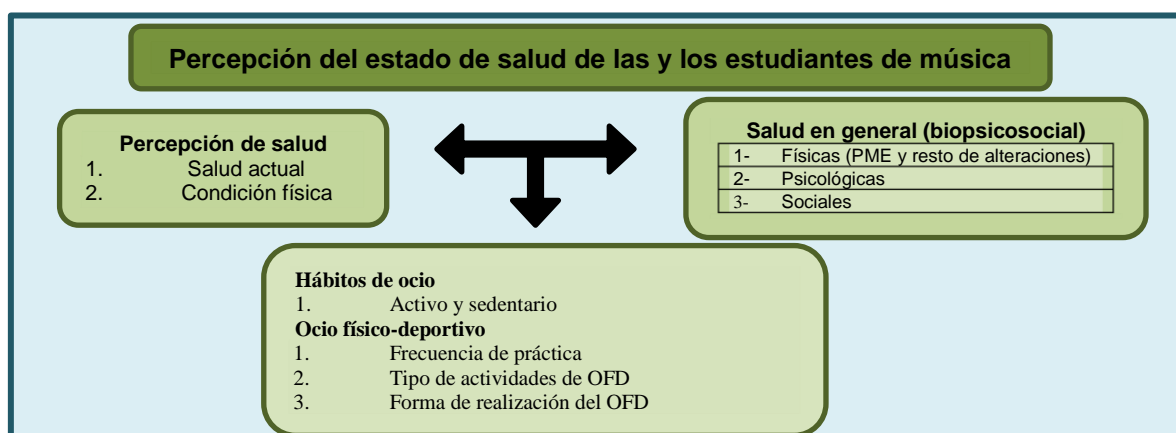 Percepción del estado de salud de las y los estudiantes de música
Percepción de salud
1. Salud actual
2. Condición física
Salud en general (biopsicosocial)
1- Físicas (PME y resto de alteraciones)
2- Psicológicas
3- Sociales
Hábitos de ocio
1. Activo y sedentario
Ocio físico-deportivo
1. Frecuencia de práctica
2. Tipo de actividades de OFD
3. Forma de realización del OFD